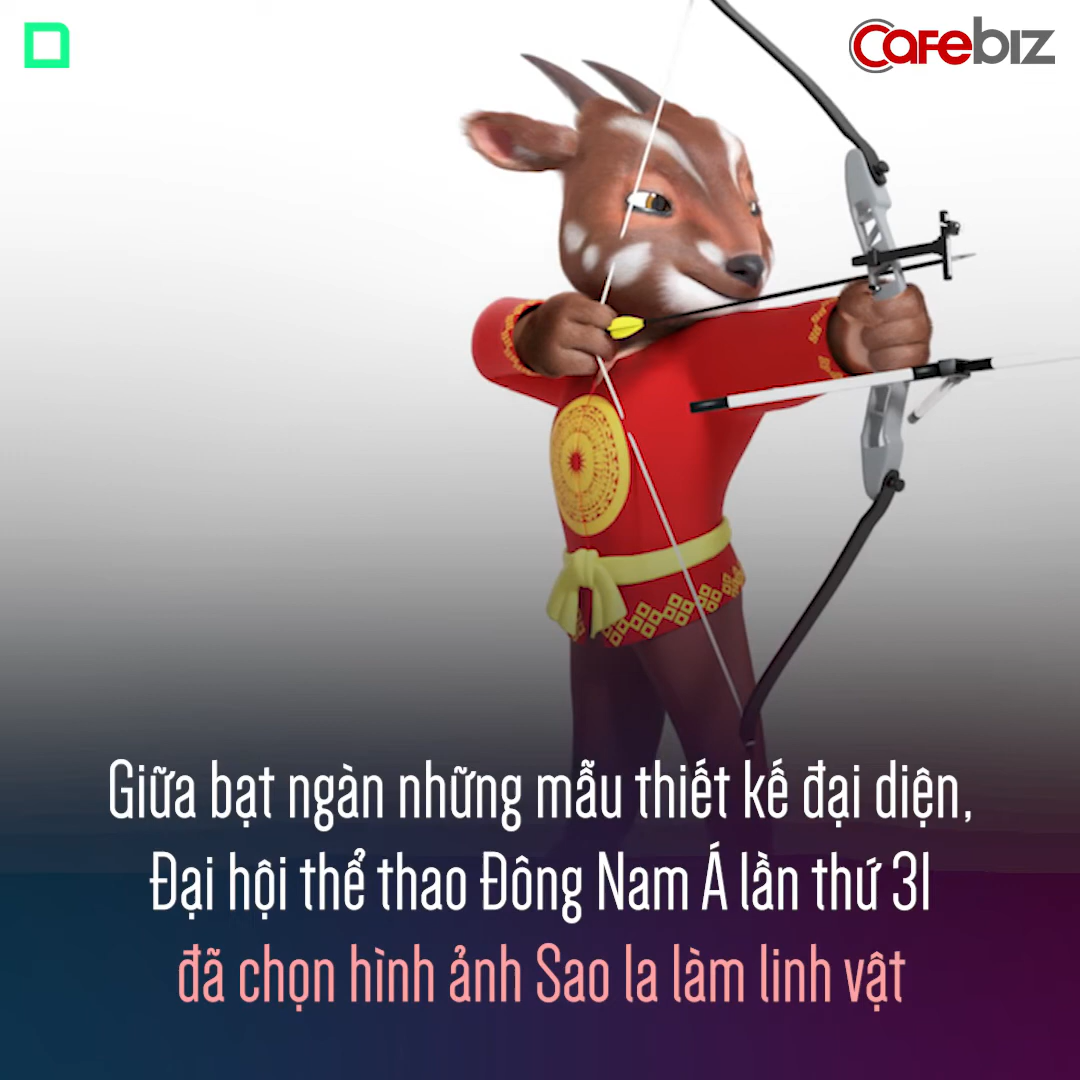 Cafebiz
Giữa bạt ngàn những mẫu thiết kế đại diện,
Đại hội thể thao Đông Nam Á lần thứ 31
đã chọn hình ảnh Sao la làm linh vật